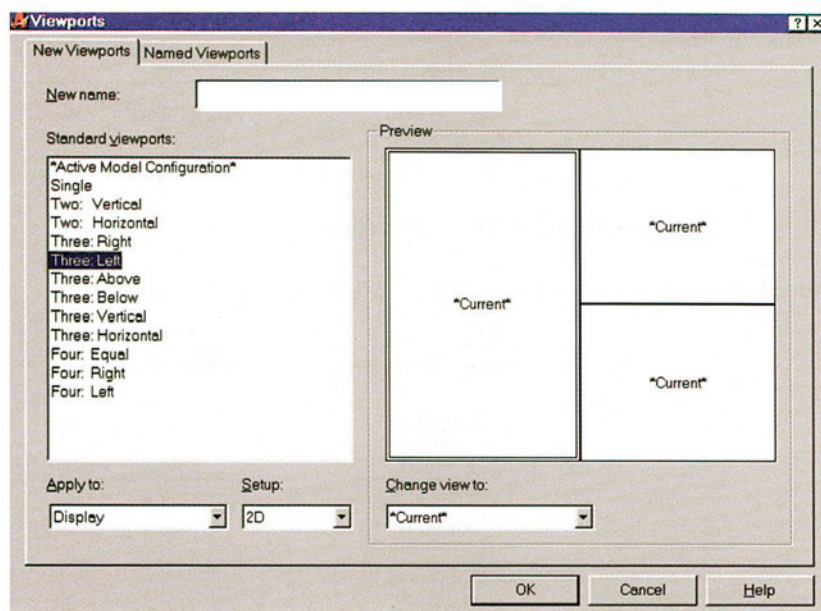 Viewports
New Viewports
Named Viewports
New name:
Standard viewports:
*Active Model Configuration*
Single
Two: Vertical
Two: Horizontal
Three: Right
Three: Left
Three: Above
Three: Below
Three: Vertical
Three: Horizontal
Four: Equal
Four: Right
Four: Left
Apply to:
Display
Setup:
2D
Preview
*Current*
*Current*
*Current*
Change view to:
*Current*
OK
Cancel
Help